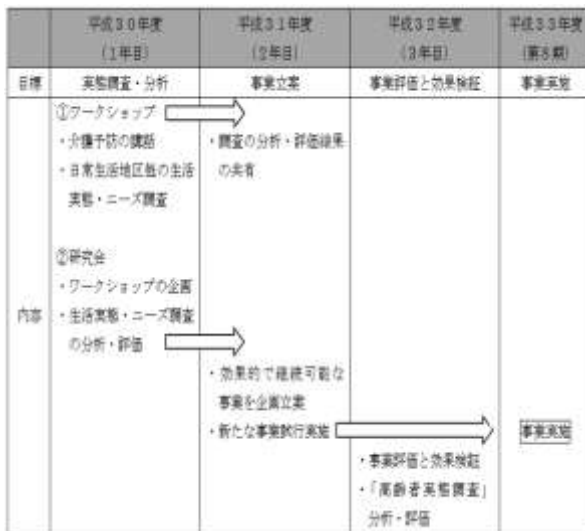 平成30年度 平成31年度 平成32年度 平成33年度
(1年目) (2年目) (3年目) (第8期)
目標 実態調査・分析 事業立案 事業評価と効果検証 事業実施
内容
①ワークショップ
・介護予防の講話
・日常生活地区毎の生活
実態・ニーズ調査
②研究会
・ワークショップの企画
・生活実態・ニーズ調査
の分析・評価
・調査の分析・評価結果
の共有
・効果的で継続可能な
事業を企画立案
・新たな事業試行実施
・事業評価と効果検証
・「高齢者実態調査」
分析・評価
事業実施